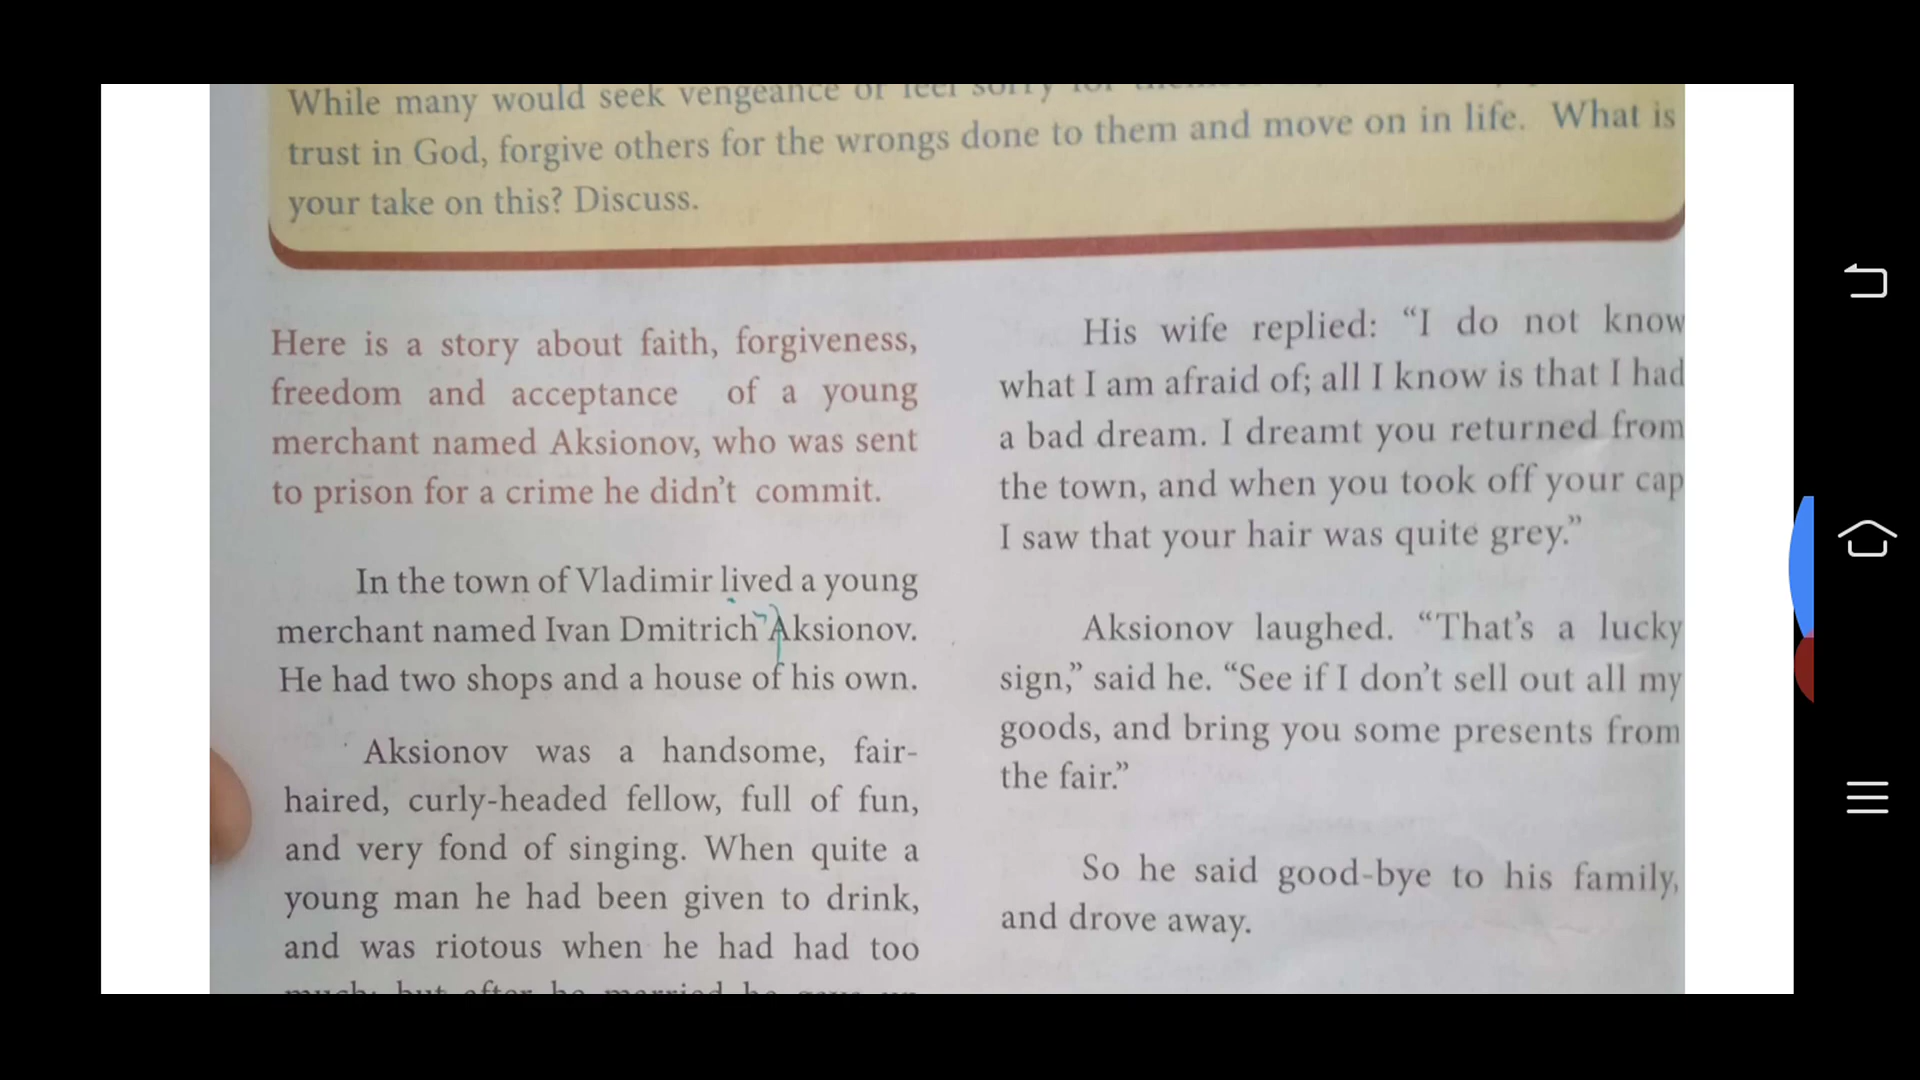 While many would seek vengeance or feel sorry for
trust in God, forgive others for the wrongs done to them and move on in life. What is
your take on this? Discuss.
Here is a story about faith, forgiveness,
freedom and acceptance of a young
merchant named Aksionov, who was sent
to prison for a crime he didn't commit.
In the town of Vladimir lived a young
merchant named Ivan Dmitrich Aksionov.
He had two shops and a house of his own.
Aksionov was a handsome, fair-
haired, curly-headed fellow, full of fun,
and very fond of singing. When quite a
young man he had been given to drink,
and was riotous when he had had too
much; but after he married he gave up
His wife replied: “I do not know
what I am afraid of; all I know is that I had
a bad dream. I dreamt you returned from
the town, and when you took off your cap
I saw that your hair was quite grey.”
Aksionov laughed. “That’s a lucky
sign,” said he. “See if I don’t sell out all my
goods, and bring you some presents from
the fair.”
So he said good-bye to his family,
and drove away.